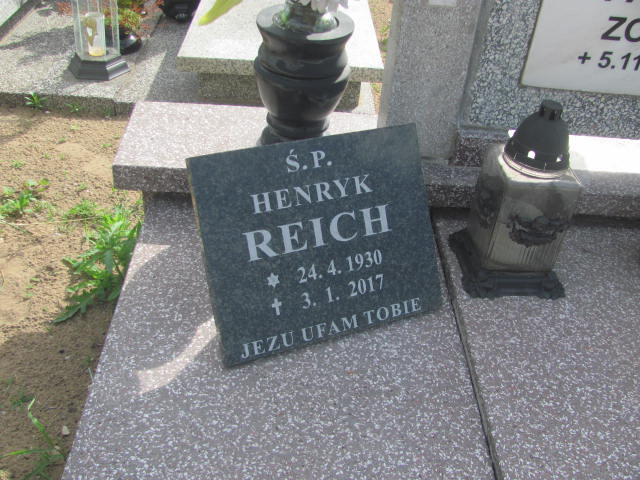 Ś.P.
HENRYK
REICH
✡ 24.4.1930
✝ 3.1.2017
JEZU UFAM TOBIE
ZO
+ 5.11